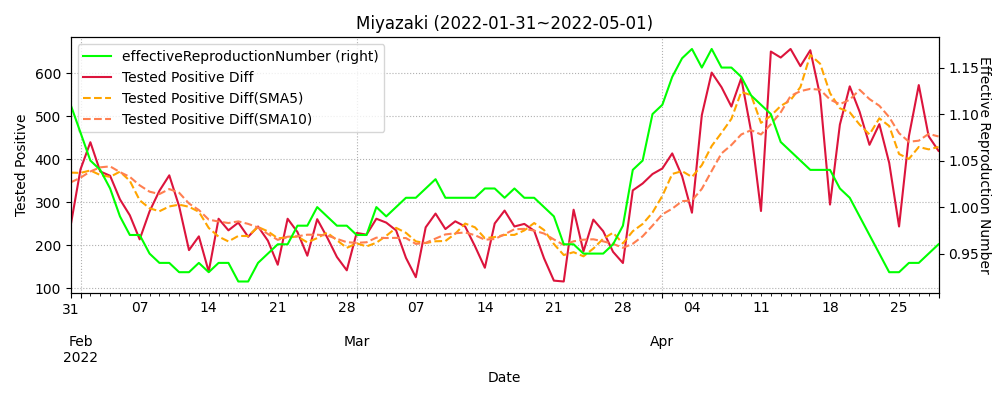 Miyazaki (2022-01-31~2022-05-01)
effectiveReproductionNumber (right)
Tested Positive Diff
Tested Positive Diff(SMA5)
Tested Positive Diff(SMA10)
Tested Positive
600
500
400
300
200
100
1.15
1.10
1.05
1.00
0.95
Effective Reproduction Number
31 07 14 21 28 07 14 21 28 04 11 18 25
Feb Mar Apr
2022
Date